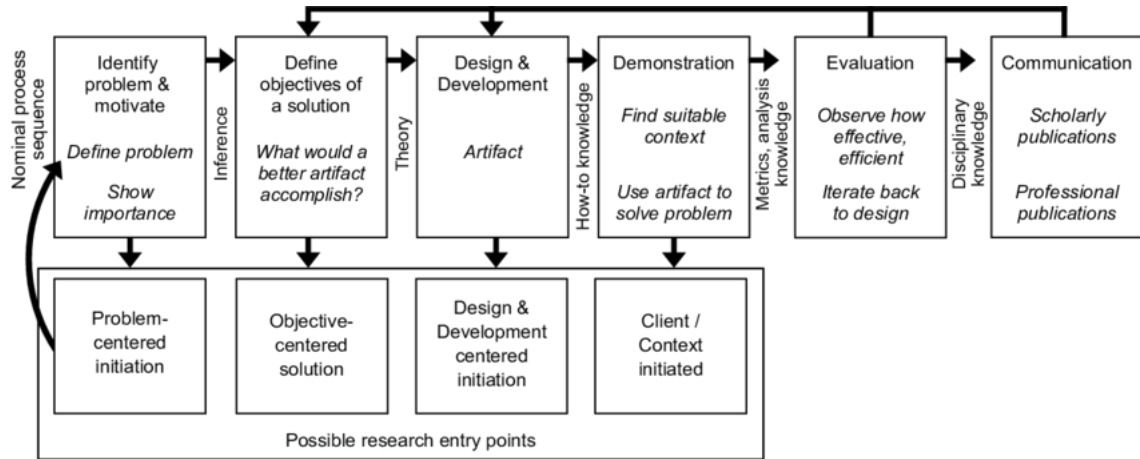 Nominal process
sequence
Identify
problem &
motivate
Define problem
Show
importance
Inference
Define
objectives of
a solution
What would a
better artifact
accomplish?
Theory
Design &
Development
Artifact
How-to knowledge
Demonstration
Find suitable
context
Use artifact to
solve problem
Metrics, analysis
knowledge
Evaluation
Observe how
effective,
efficient
Iterate back
to design
Disciplinary
knowledge
Communication
Scholarly
publications
Professional
publications
Problem-
centered
initiation
Objective-
centered
solution
Design &
Development
centered
initiation
Client /
Context
initiated
Possible research entry points